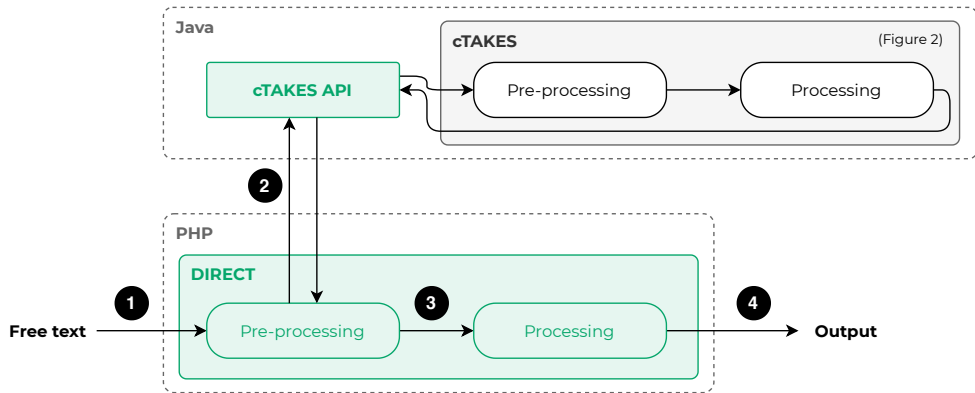 Java
cTAKES
(Figure 2)
cTAKES API
Pre-processing
Processing
2
PHP
DIRECT
1
3
4
Free text
Pre-processing
Processing
Output